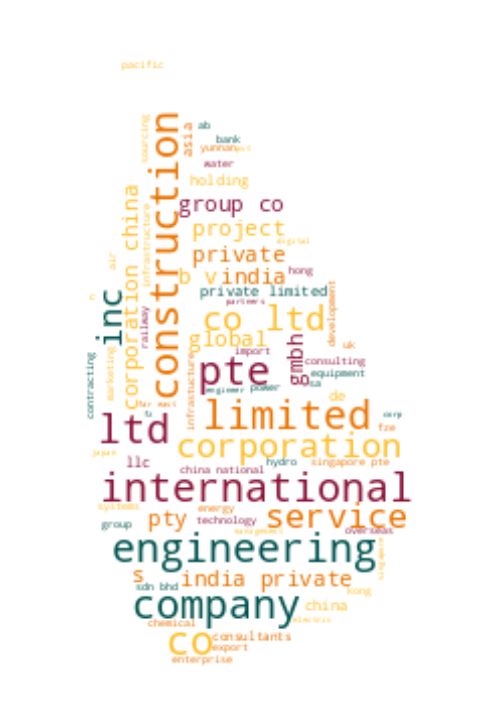 pacific
sourcing
construction
asia
ab
bank
yunnan
water
holding
corporation china
infrastructure
group co
project
digital
private
air
b v
india
hong
inc
private limited
partners
development
railway
co ltd
global
infrastructure
import
uk
gmbh
consulting
contracting
marketing
pte
equipment
sa
power
engineer
de
far east
limited
corp
ltd
fze
corporation
japan
llc
china national
hydro
singapore pte
international
systems
energy
group
pty
technology
service
management
overseas
engineering
singapore
s
india private
sdn bhd
kong
company
china
chemical
electric
co
consultants
export
enterprise